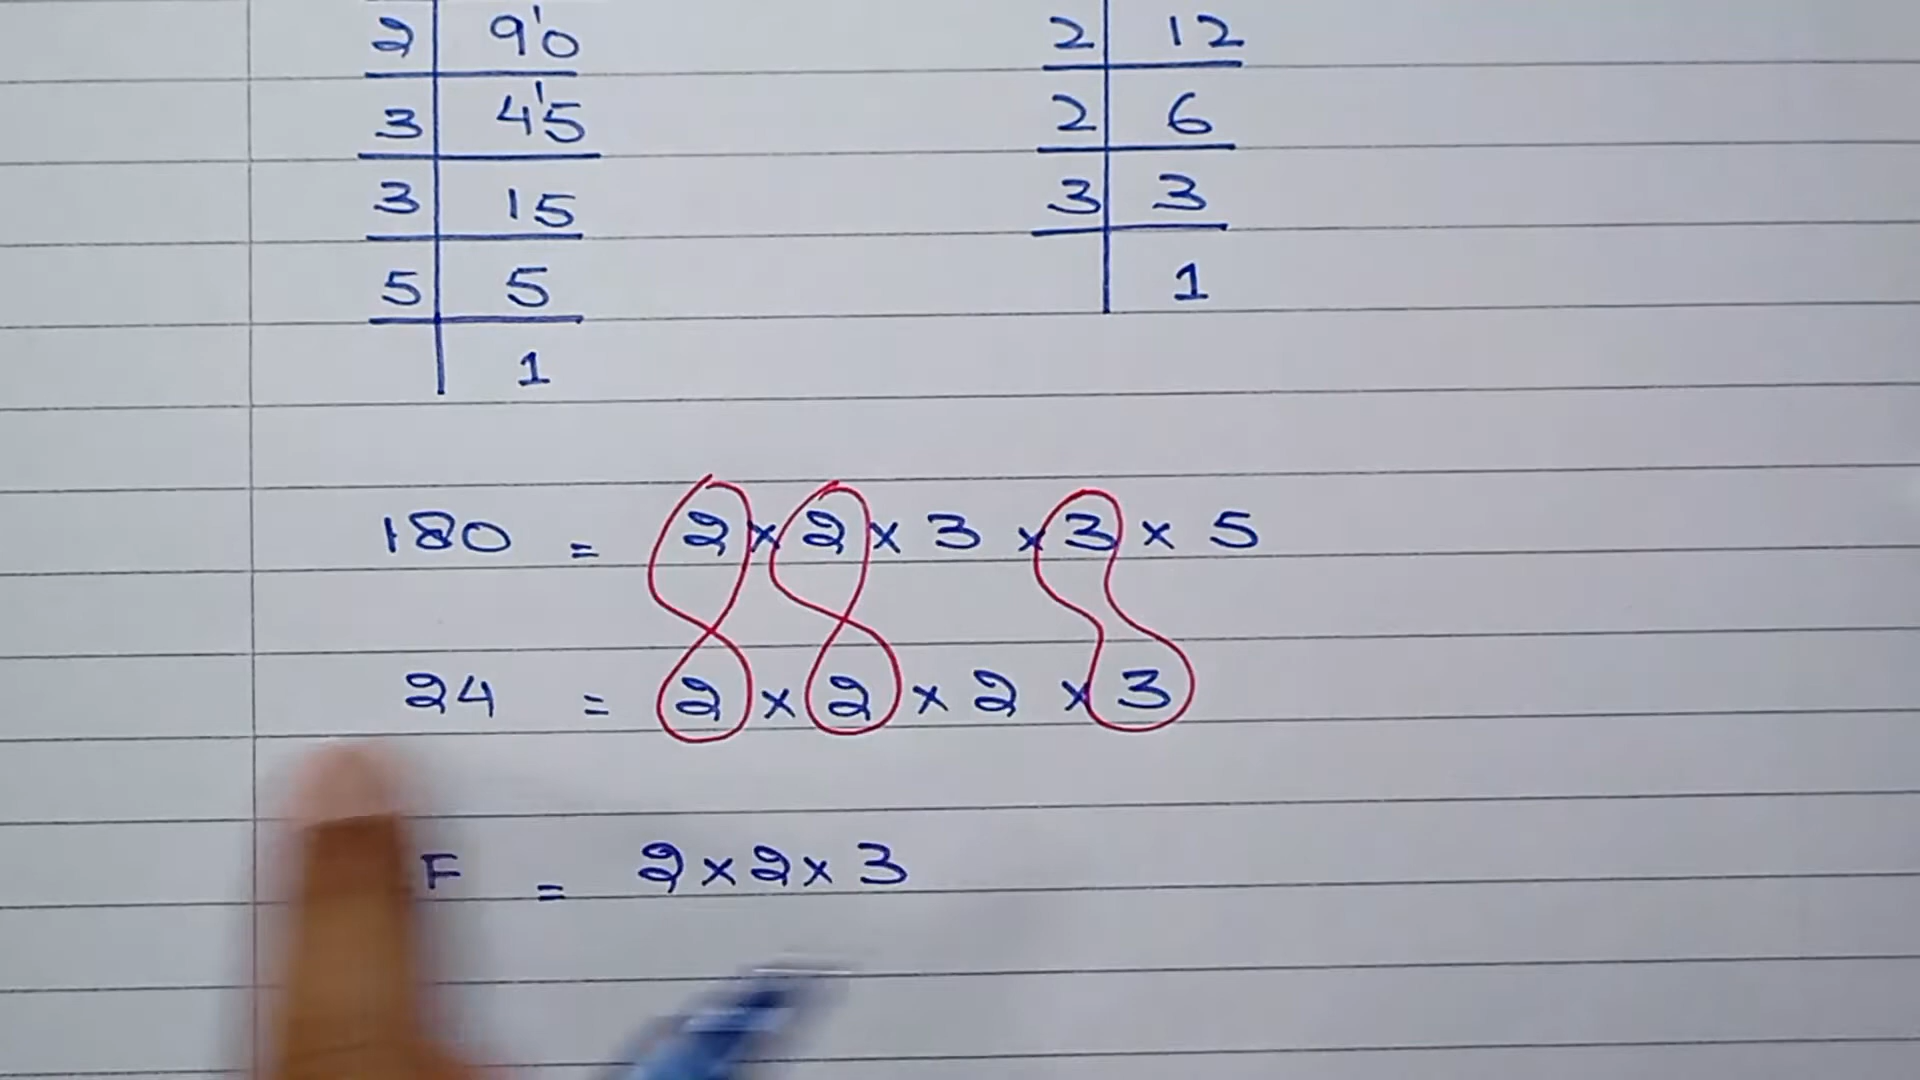 2 | 90
2 | 12
3 | 45
2 | 6
3 | 15
3 | 3
5 | 5
1
1
180 = 2 × 2 × 3 × 3 × 5
24 = 2 × 2 × 2 × 3
F = 2 × 2 × 3